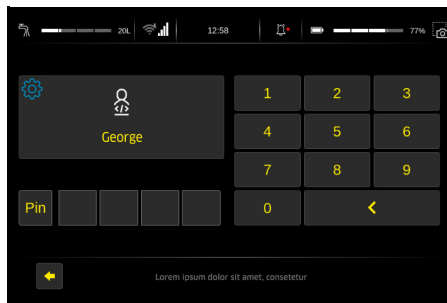 20L 12:58 77%
George
1 2 3
4 5 6
7 8 9
Pin 0
Lorem ipsum dolor sit amet, consetetur